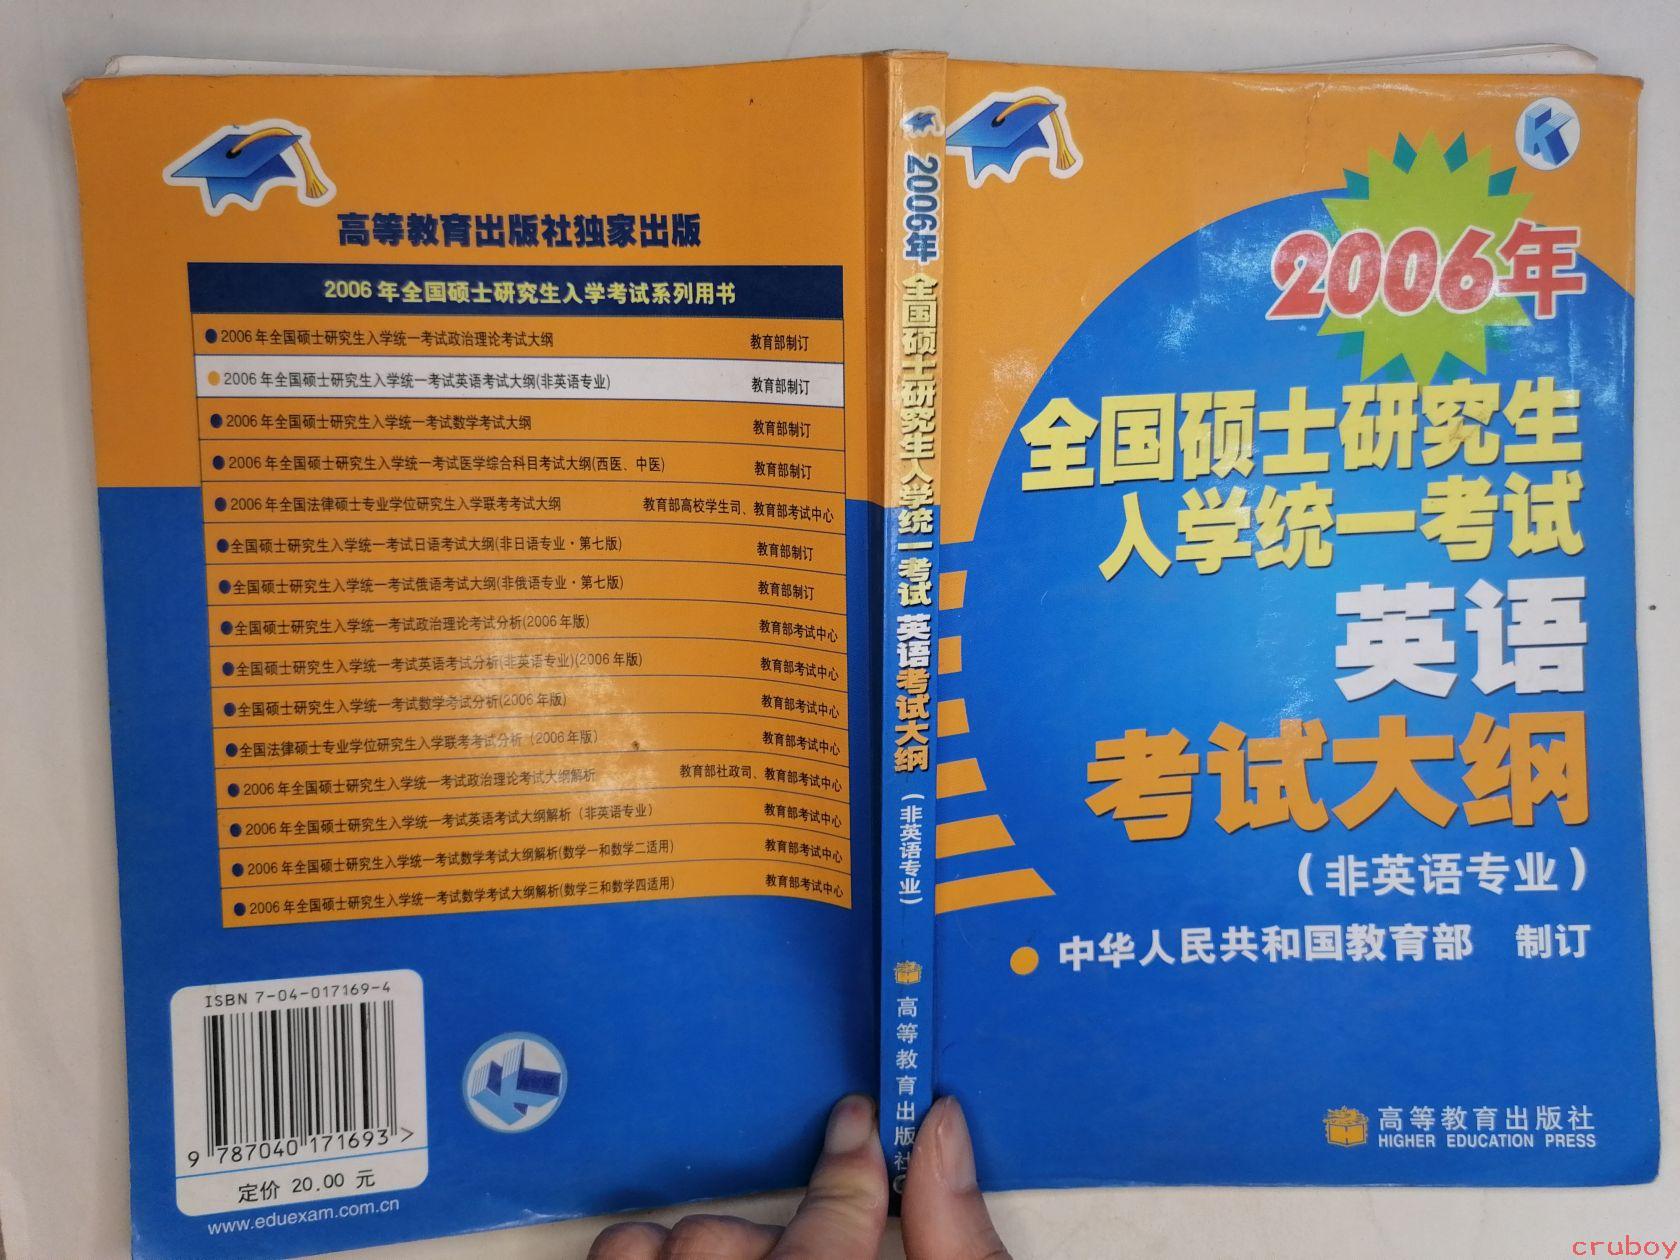 高等教育出版社独家出版
2006年全国硕士研究生入学考试系列用书
2006年全国硕士研究生入学统一考试政治理论考试大纲 教育部制订
2006年全国硕士研究生入学统一考试英语考试大纲(非英语专业) 教育部制订
2006年全国硕士研究生入学统一考试数学考试大纲 教育部制订
2006年全国硕士研究生入学统一考试医学综合科目考试大纲(西医、中医) 教育部制订
2006年全国法律硕士专业学位研究生入学联考考试大纲 教育部高校学生司、教育部考试中心
全国硕士研究生入学统一考试日语考试大纲(非日语专业·第七版) 教育部制订
全国硕士研究生入学统一考试俄语考试大纲(非俄语专业·第七版) 教育部制订
全国硕士研究生入学统一考试政治理论考试分析(2006年版) 教育部考试中心
全国硕士研究生入学统一考试英语考试分析(非英语专业)(2006年版) 教育部考试中心
全国硕士研究生入学统一考试数学考试分析(2006年版) 教育部考试中心
全国法律硕士专业学位研究生入学联考考试分析（2006年版） 教育部考试中心
2006年全国硕士研究生入学统一考试政治理论考试大纲解析 教育部社政司、教育部考试中心
2006年全国硕士研究生入学统一考试英语考试大纲解析（非英语专业） 教育部考试中心
2006年全国硕士研究生入学统一考试数学考试大纲解析(数学一和数学二适用) 教育部考试中心
2006年全国硕士研究生入学统一考试数学考试大纲解析(数学三和数学四适用) 教育部考试中心
ISBN 7-04-017169-4
9 787040 171693 >
定价 20.00 元
www.eduexam.com.cn
2006年 全国硕士研究生入学统一考试 英语考试大纲 （非英语专业） 高等教育出版社
2006年
全国硕士研究生
入学统一考试
英语
考试大纲
（非英语专业）
中华人民共和国教育部 制订
高等教育出版社
HIGHER EDUCATION PRESS
cruboy